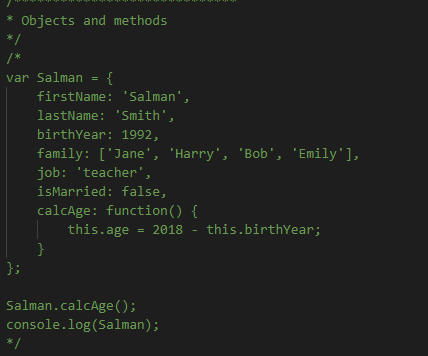 /*****************************
* Objects and methods
*/
/*
var Salman = {
    firstName: 'Salman',
    lastName: 'Smith',
    birthYear: 1992,
    family: ['Jane', 'Harry', 'Bob', 'Emily'],
    job: 'teacher',
    isMarried: false,
    calcAge: function() {
        this.age = 2018 - this.birthYear;
    }
};

Salman.calcAge();
console.log(Salman);
*/